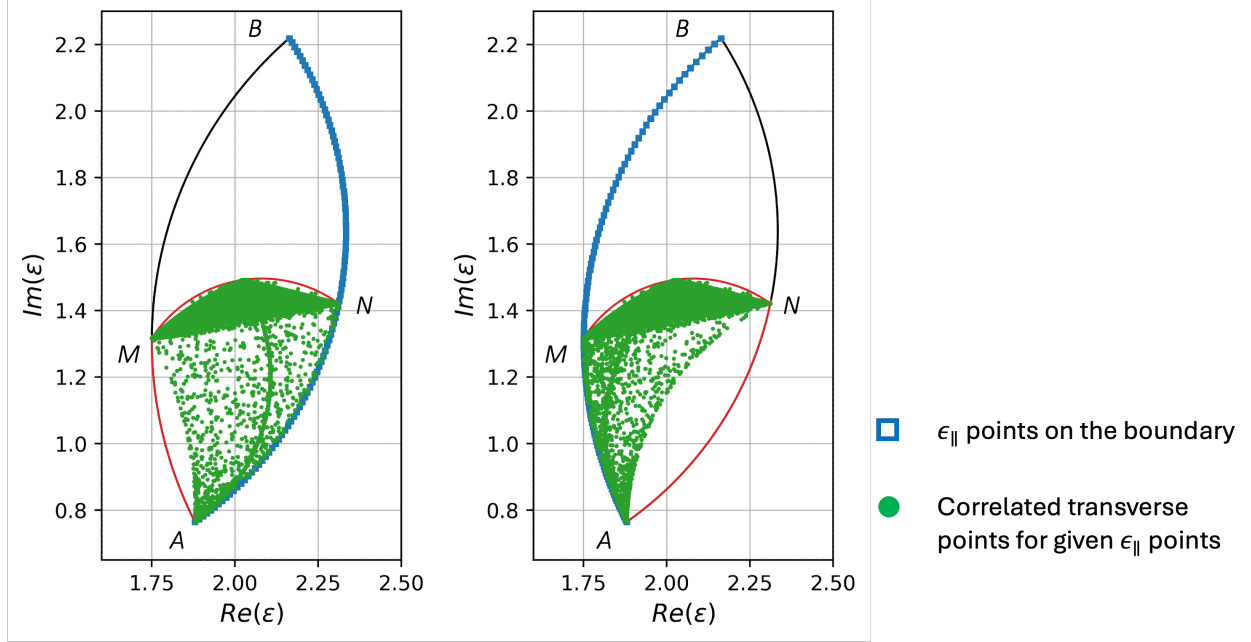 B
2.2
2.0
1.8
1.6
1.4
1.2
1.0
0.8
Im(ε)
M
N
A
1.75 2.00 2.25 2.50
Re(ε)
B
2.2
2.0
1.8
1.6
1.4
1.2
1.0
0.8
Im(ε)
M
N
A
1.75 2.00 2.25 2.50
Re(ε)
ϵ∥ points on the boundary
Correlated transverse
points for given ϵ∥ points